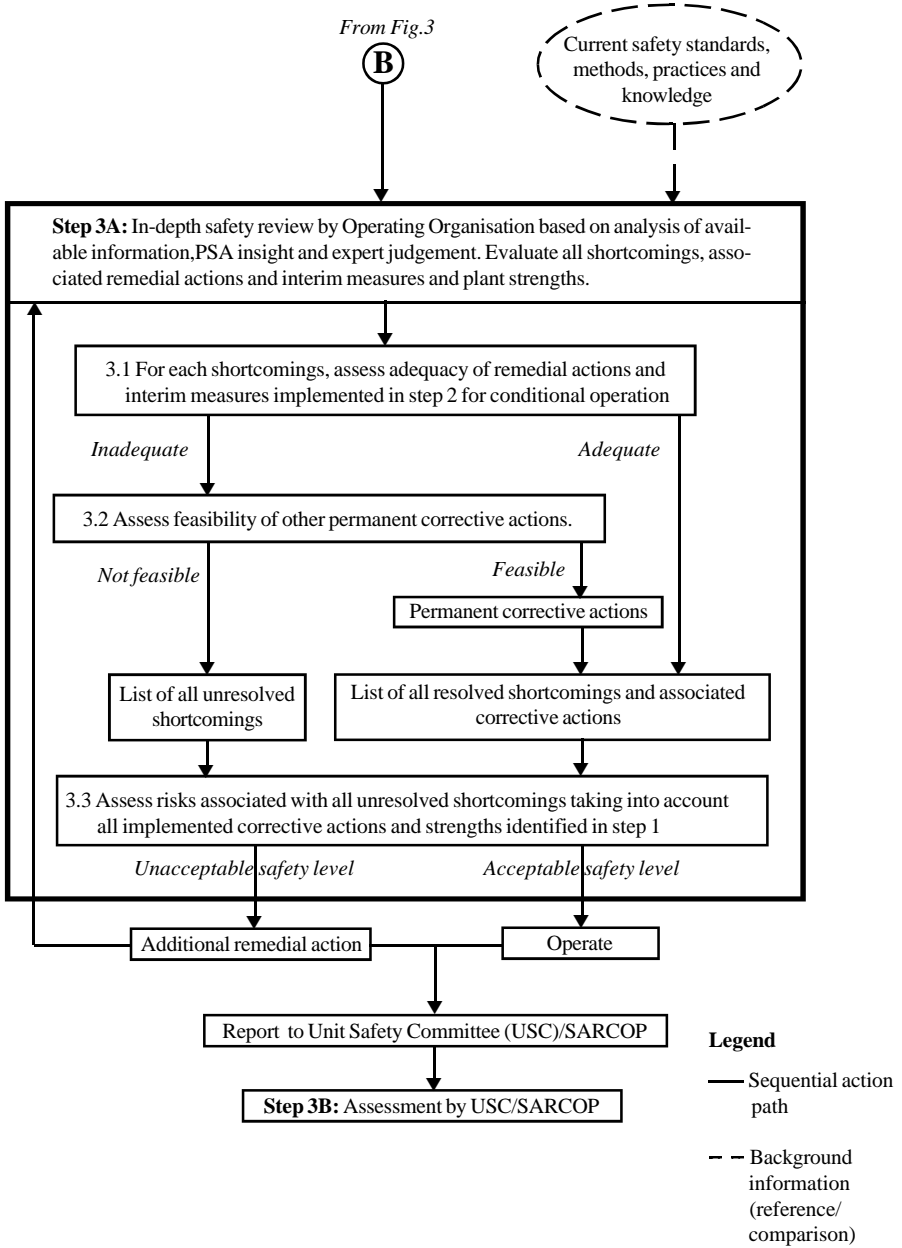 From Fig.3
B
Current safety standards,
methods, practices and
knowledge
Step 3A: In-depth safety review by Operating Organisation based on analysis of avail-
able information,PSA insight and expert judgement. Evaluate all shortcomings, asso-
ciated remedial actions and interim measures and plant strengths.
3.1 For each shortcomings, assess adequacy of remedial actions and
interim measures implemented in step 2 for conditional operation
Inadequate
Adequate
3.2 Assess feasibility of other permanent corrective actions.
Not feasible
Feasible
Permanent corrective actions
List of all unresolved
shortcomings
List of all resolved shortcomings and associated
corrective actions
3.3 Assess risks associated with all unresolved shortcomings taking into account
all implemented corrective actions and strengths identified in step 1
Unacceptable safety level
Acceptable safety level
Additional remedial action
Operate
Report to Unit Safety Committee (USC)/SARCOP
Step 3B: Assessment by USC/SARCOP
Legend
Sequential action
path
Background
information
(reference/
comparison)